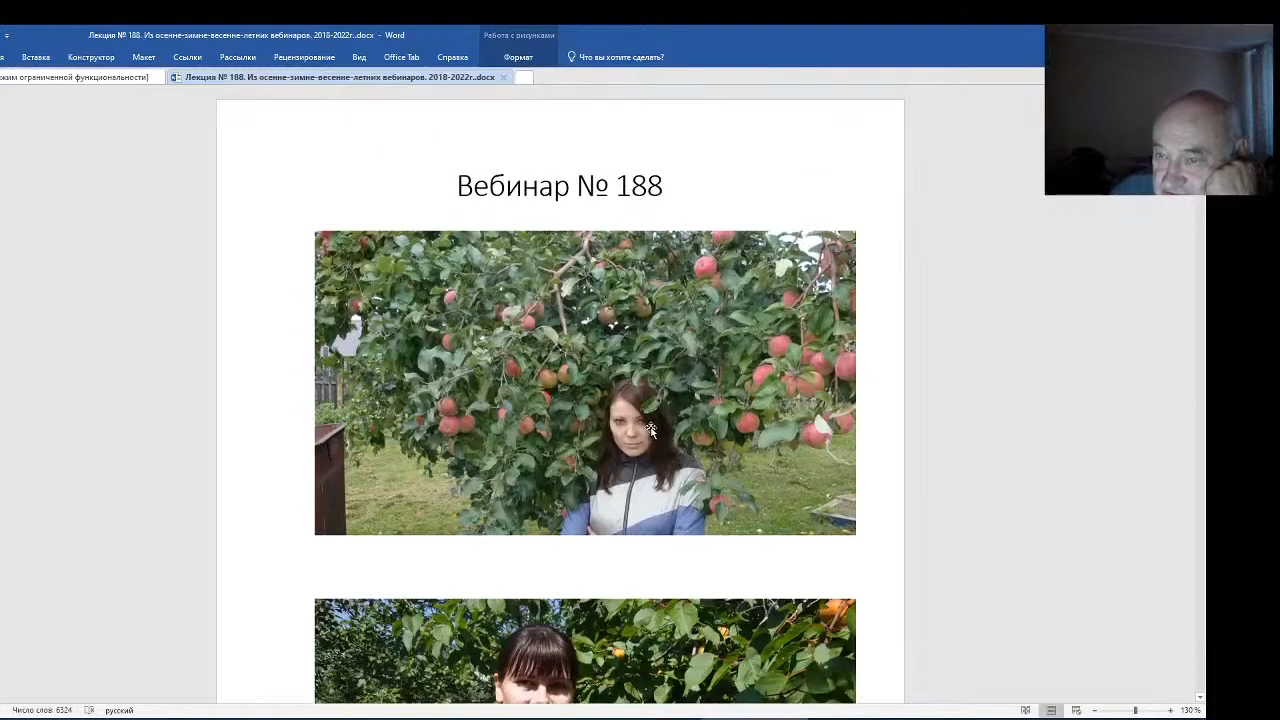 Лекция № 188. Из осенне-зимне-весенне-летних вебинаров. 2018-2022г..docx - Word
Работа с рисунками
Вставка Конструктор Макет Ссылки Рассылки Рецензирование Вид Office Tab Справка Формат Что вы хотите сделать?
жим ограниченной функциональности]
Лекция № 188. Из осенне-зимне-весенне-летних вебинаров. 2018-2022г..docx
Вебинар № 188
Число слов: 6324 русский 130 %